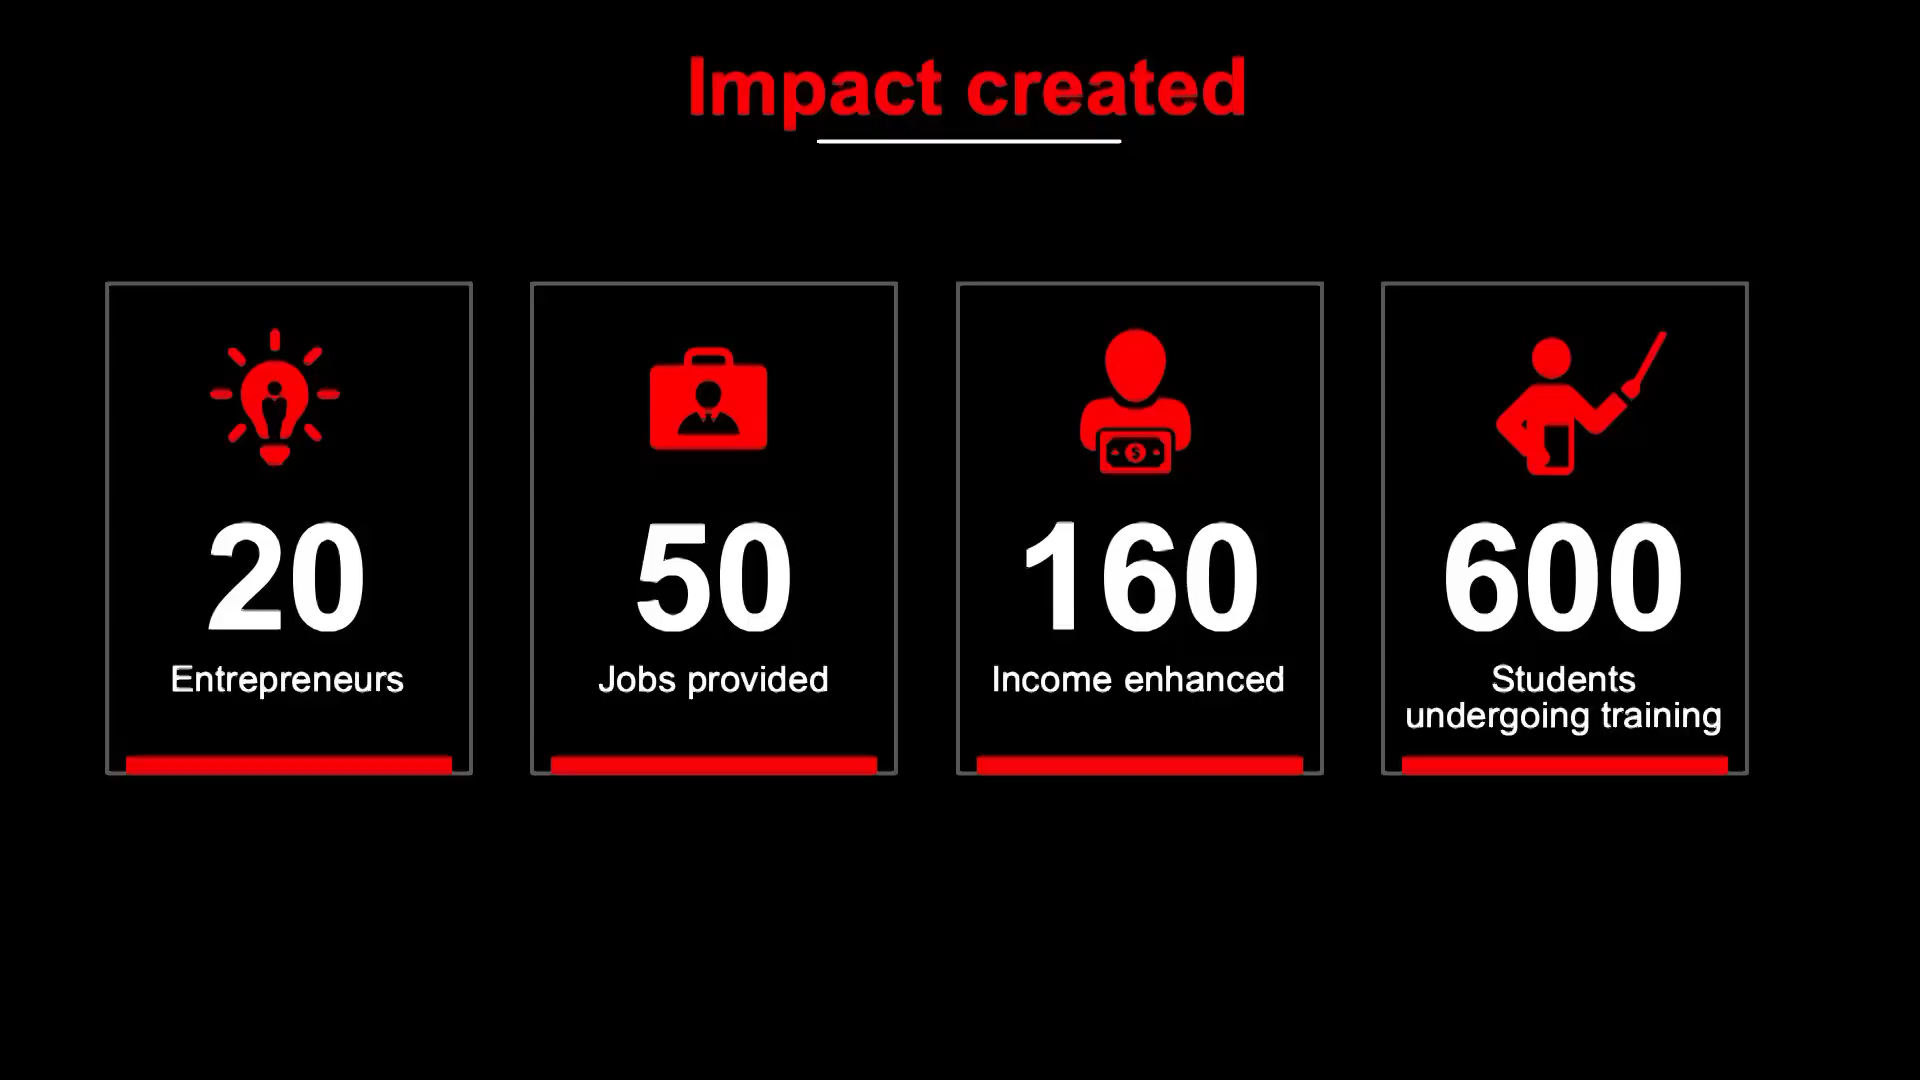 Impact created
20
Entrepreneurs
50
Jobs provided
$
160
Income enhanced
600
Students
undergoing training